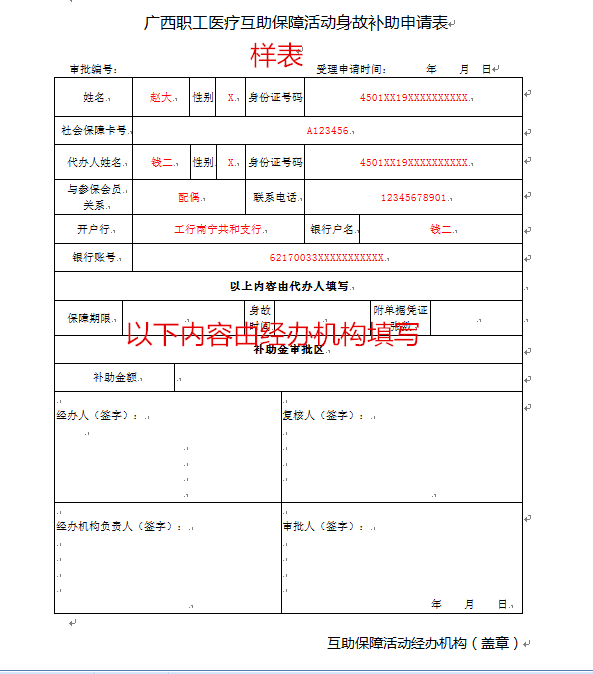 广西职工医疗互助保障活动身故补助申请表
样表
审批编号： 受理申请时间： 年 月 日
姓名 赵大 性别 X 身份证号码 4501XX19XXXXXXXXXX
社会保障卡号 A123456
代办人姓名 钱二 性别 X 身份证号码 4501XX19XXXXXXXXXX
与参保会员关系 配偶 联系电话 12345678901
开户行 工行南宁共和支行 银行户名 钱二
银行账号 62170033XXXXXXXXXXX
以上内容由代办人填写
保障期限 身故时间 附单据凭证张数
以下内容由经办机构填写
补助金审批区
补助金额
经办人（签字）： 复核人（签字）：
经办机构负责人（签字）： 审批人（签字）：
年 月 日
互助保障活动经办机构（盖章）